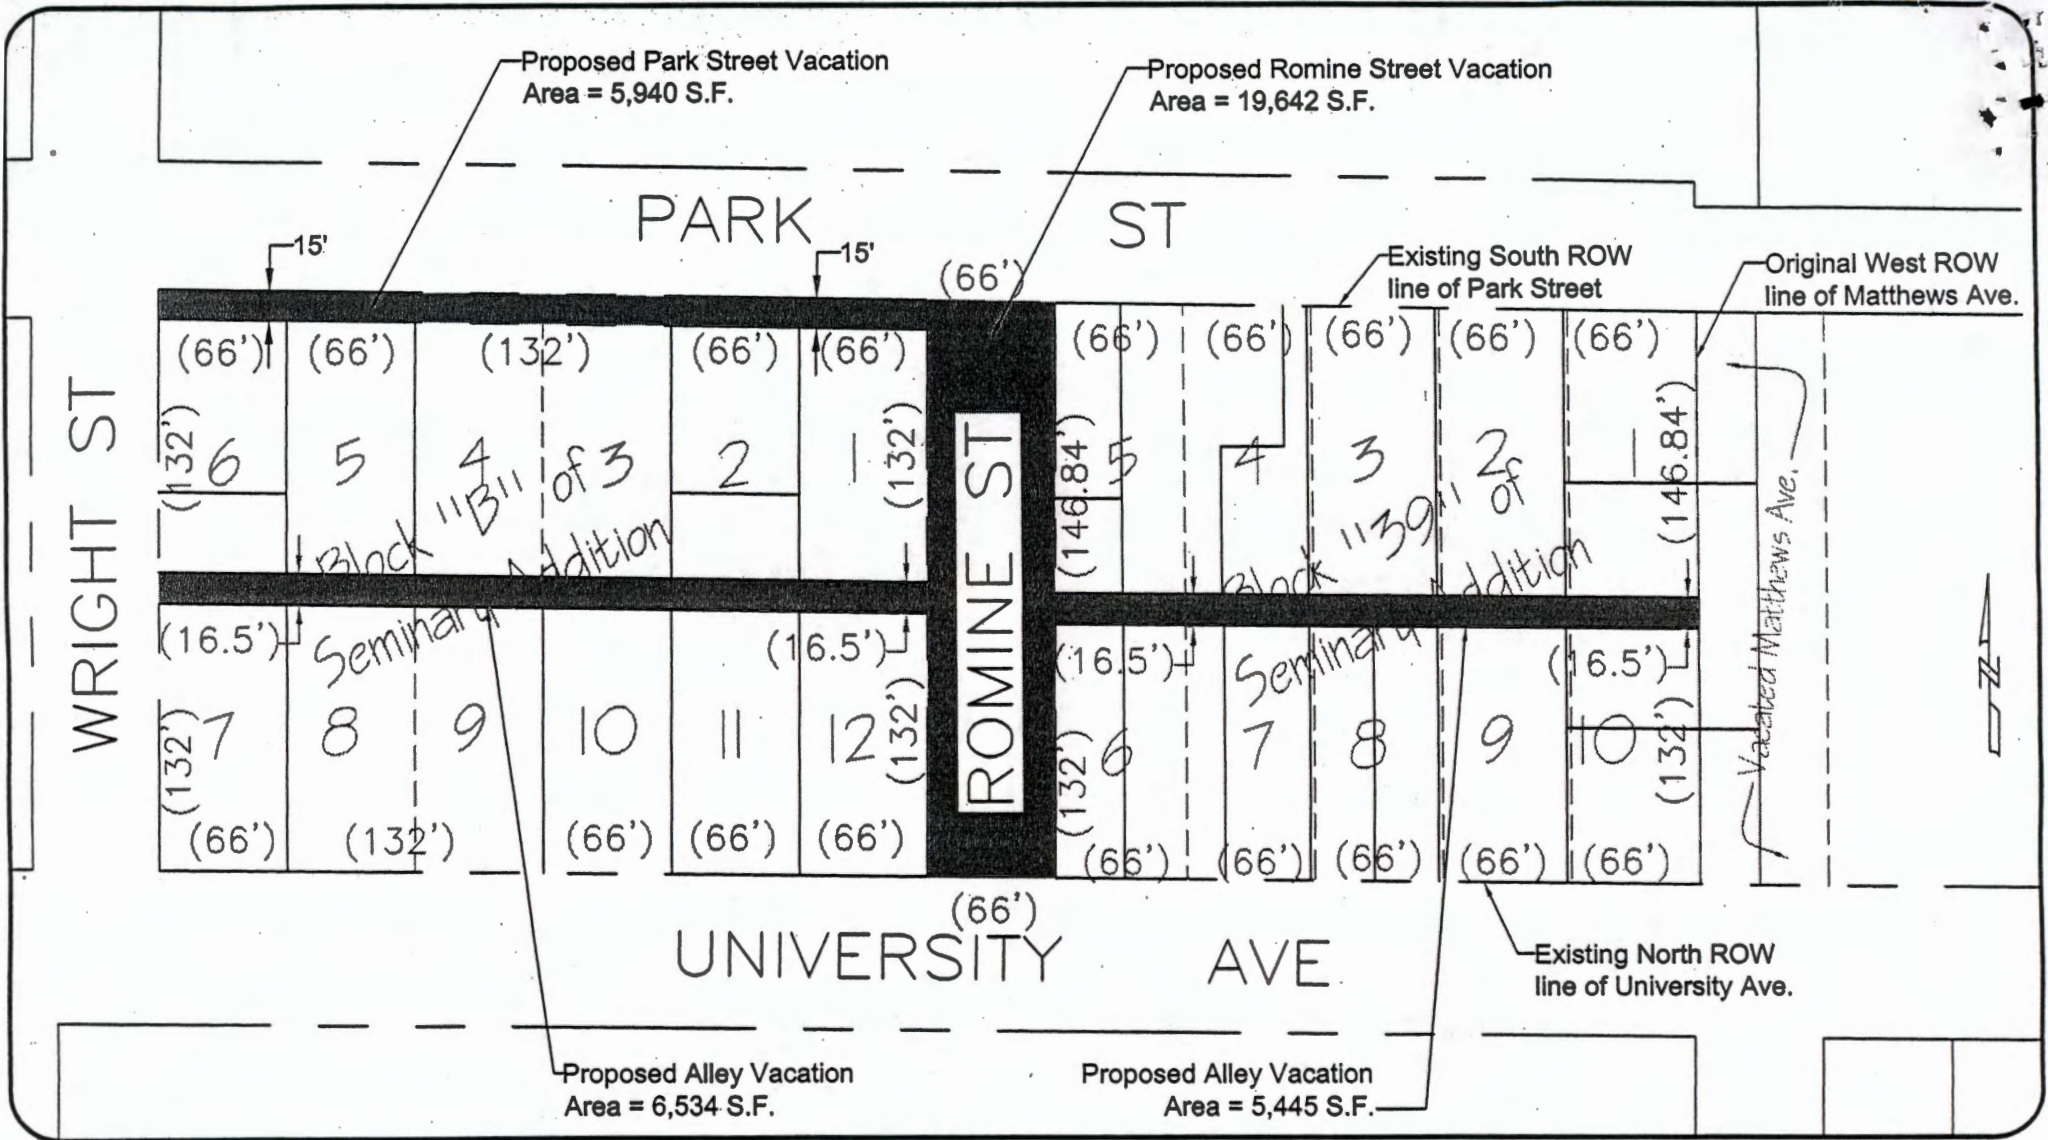 Proposed Park Street Vacation
Area = 5,940 S.F.
Proposed Romine Street Vacation
Area = 19,642 S.F.
PARK ST
15'
15'
(66')
Existing South ROW
line of Park Street
Original West ROW
line of Matthews Ave.
(66') (66') (132') (66') (66')
(66') (66') (66') (66') (66')
WRIGHT ST
(132')
6 5 4 3 2 1
(132')
Block "B" of
Seminary Addition
ROMINE ST
(146.84')
5 4 3 2 1
(146.84')
Block "39" of
Seminary Addition
Vacated Matthews Ave.
N
(16.5') (16.5') (16.5') (16.5')
(132')
7 8 9 10 11 12
(132')
(132')
6 7 8 9 10
(132')
(66') (132') (66') (66') (66')
(66') (66') (66') (66') (66')
(66')
UNIVERSITY AVE
Existing North ROW
line of University Ave.
Proposed Alley Vacation
Area = 6,534 S.F.
Proposed Alley Vacation
Area = 5,445 S.F.